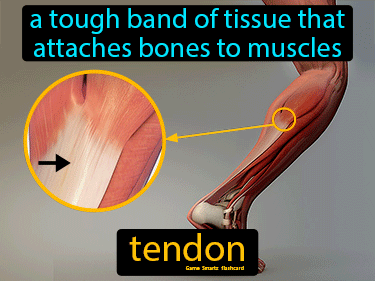 a tough band of tissue that
attaches bones to muscles
tendon
Game Smartz flashcard